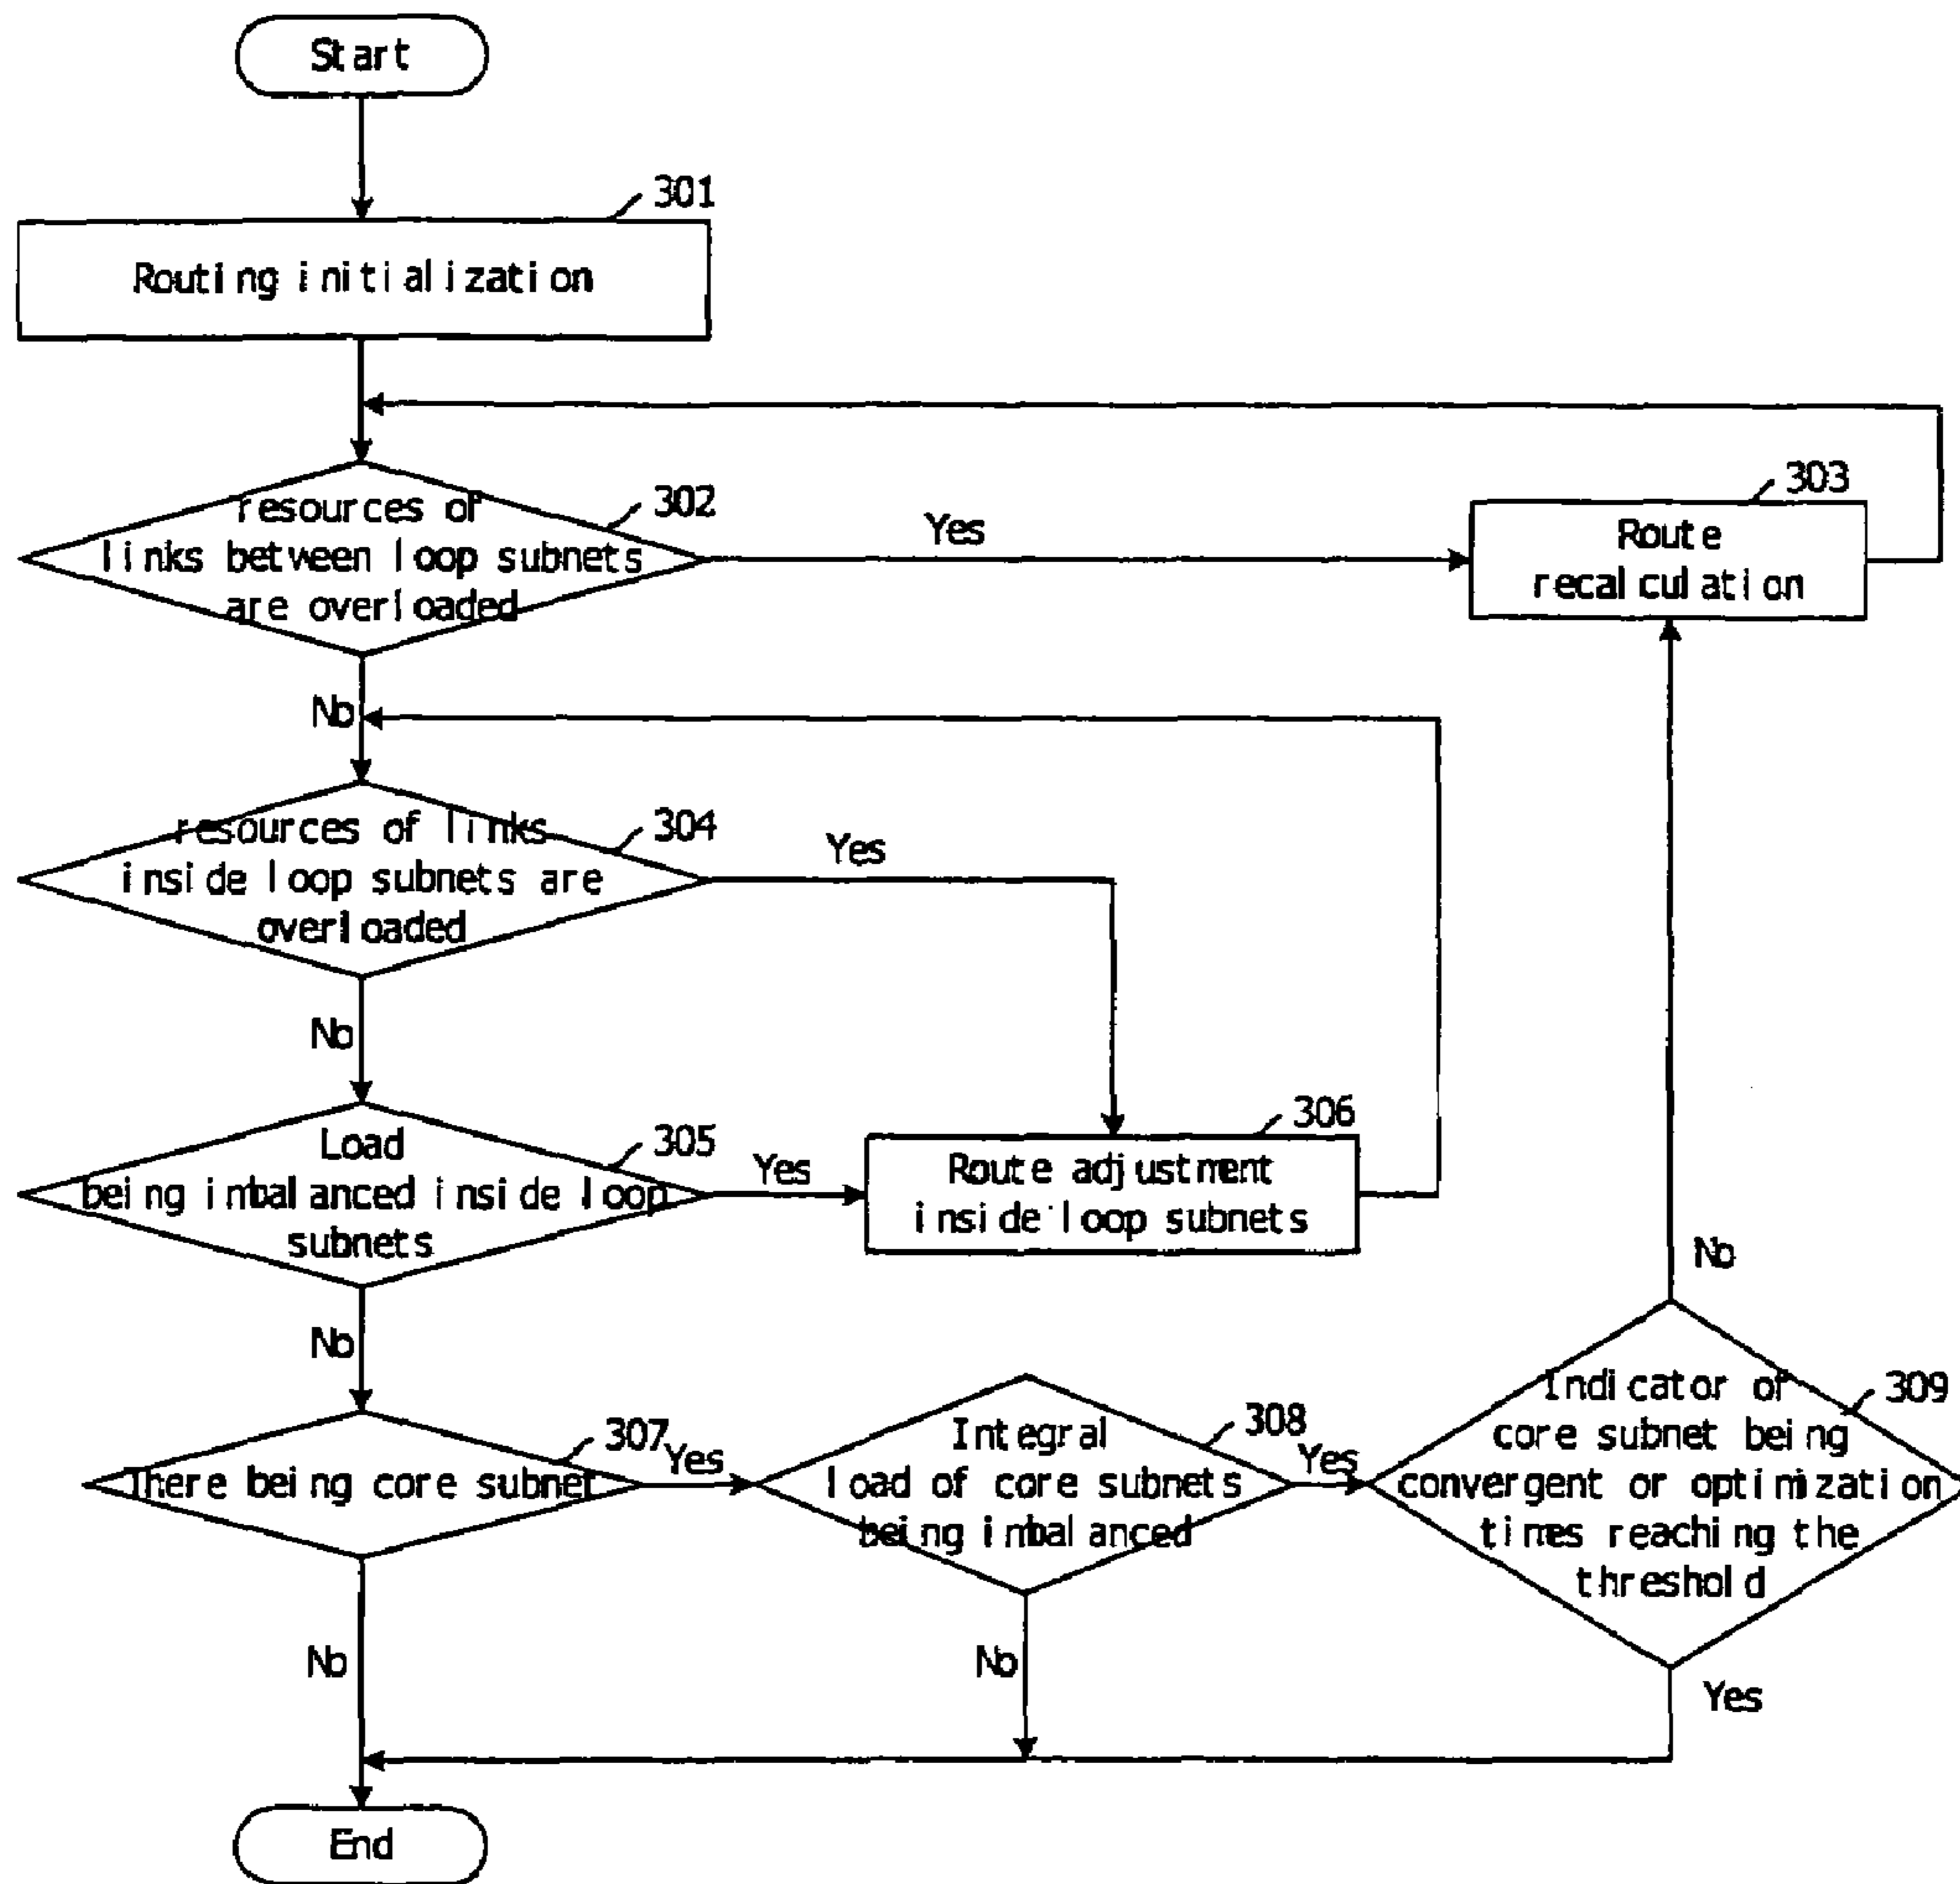 Start
301
Routing initialization
302
resources of
links between loop subnets
are overloaded
Yes
303
Route
recalculation
No
304
resources of links
inside loop subnets are
overloaded
Yes
No
305
Load
being imbalanced inside loop
subnets
Yes
306
Route adjustment
inside loop subnets
No
No
307
There being core subnet
Yes
308
Integral
load of core subnets
being imbalanced
Yes
309
Indicator of
core subnet being
convergent or optimization
times reaching the
threshold
No
No
Yes
End